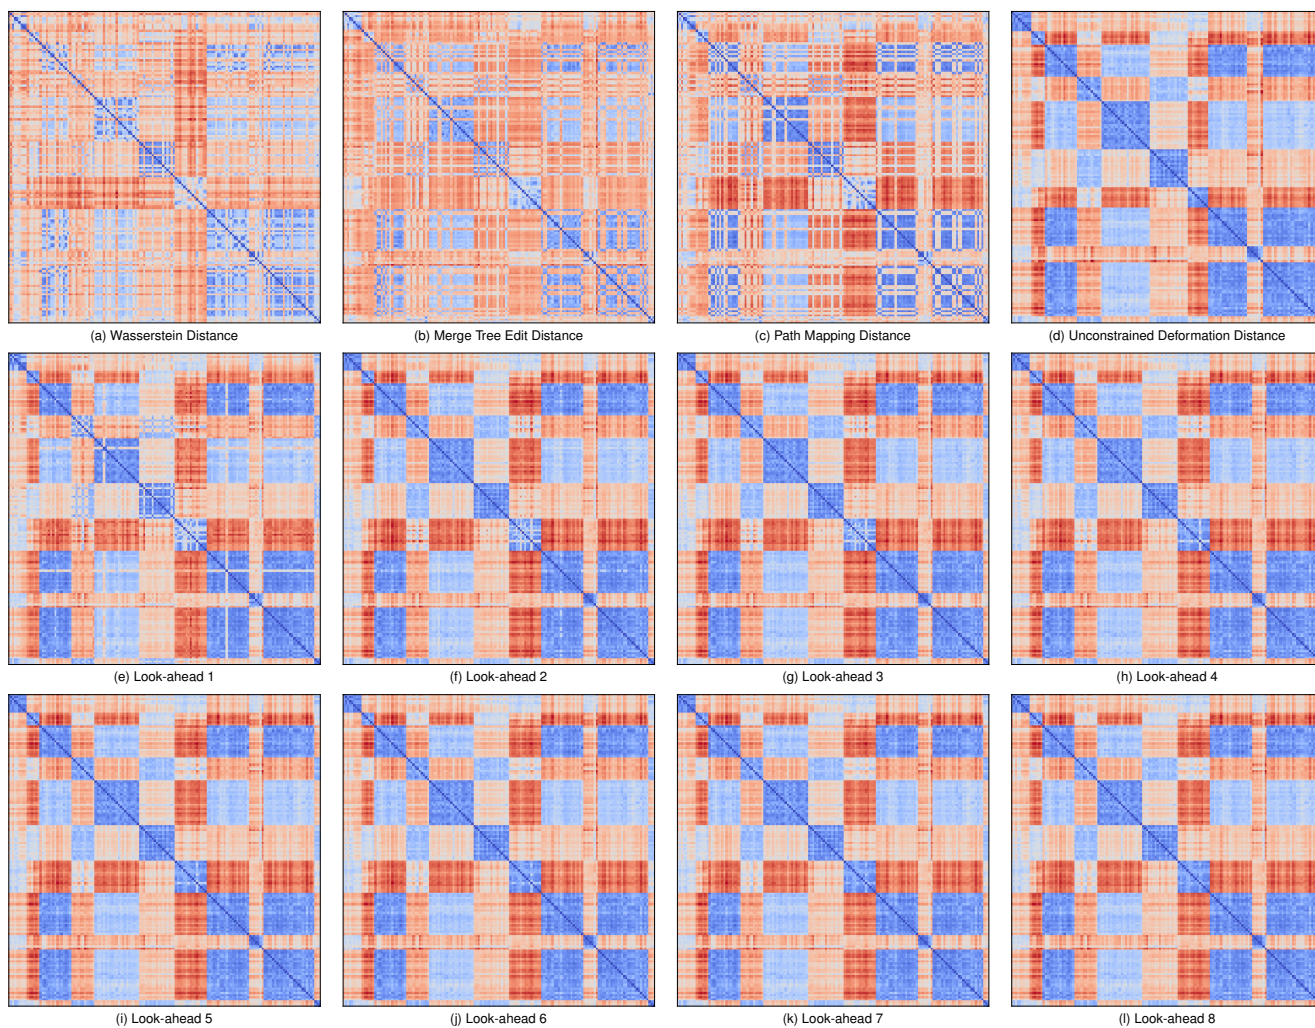 (a) Wasserstein Distance
(b) Merge Tree Edit Distance
(c) Path Mapping Distance
(d) Unconstrained Deformation Distance
(e) Look-ahead 1
(f) Look-ahead 2
(g) Look-ahead 3
(h) Look-ahead 4
(i) Look-ahead 5
(j) Look-ahead 6
(k) Look-ahead 7
(l) Look-ahead 8